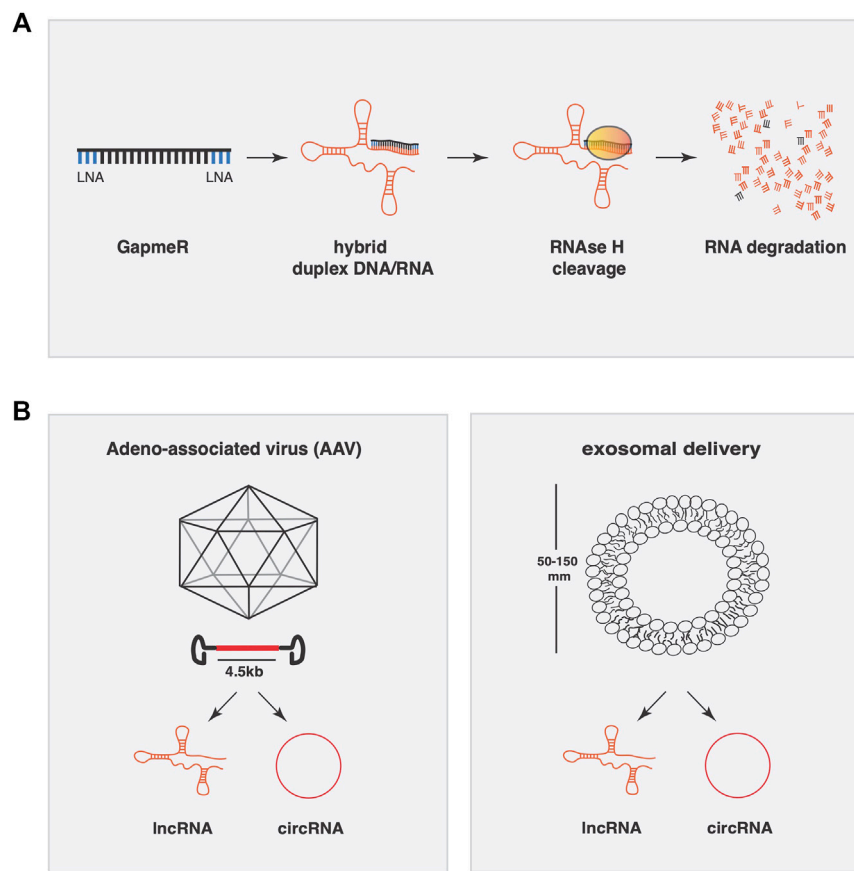 A
LNA
LNA
GapmeR
hybrid
duplex DNA/RNA
RNAse H
cleavage
RNA degradation
B
Adeno-associated virus (AAV)
4.5kb
lncRNA
circRNA
exosomal delivery
50-150
mm
lncRNA
circRNA